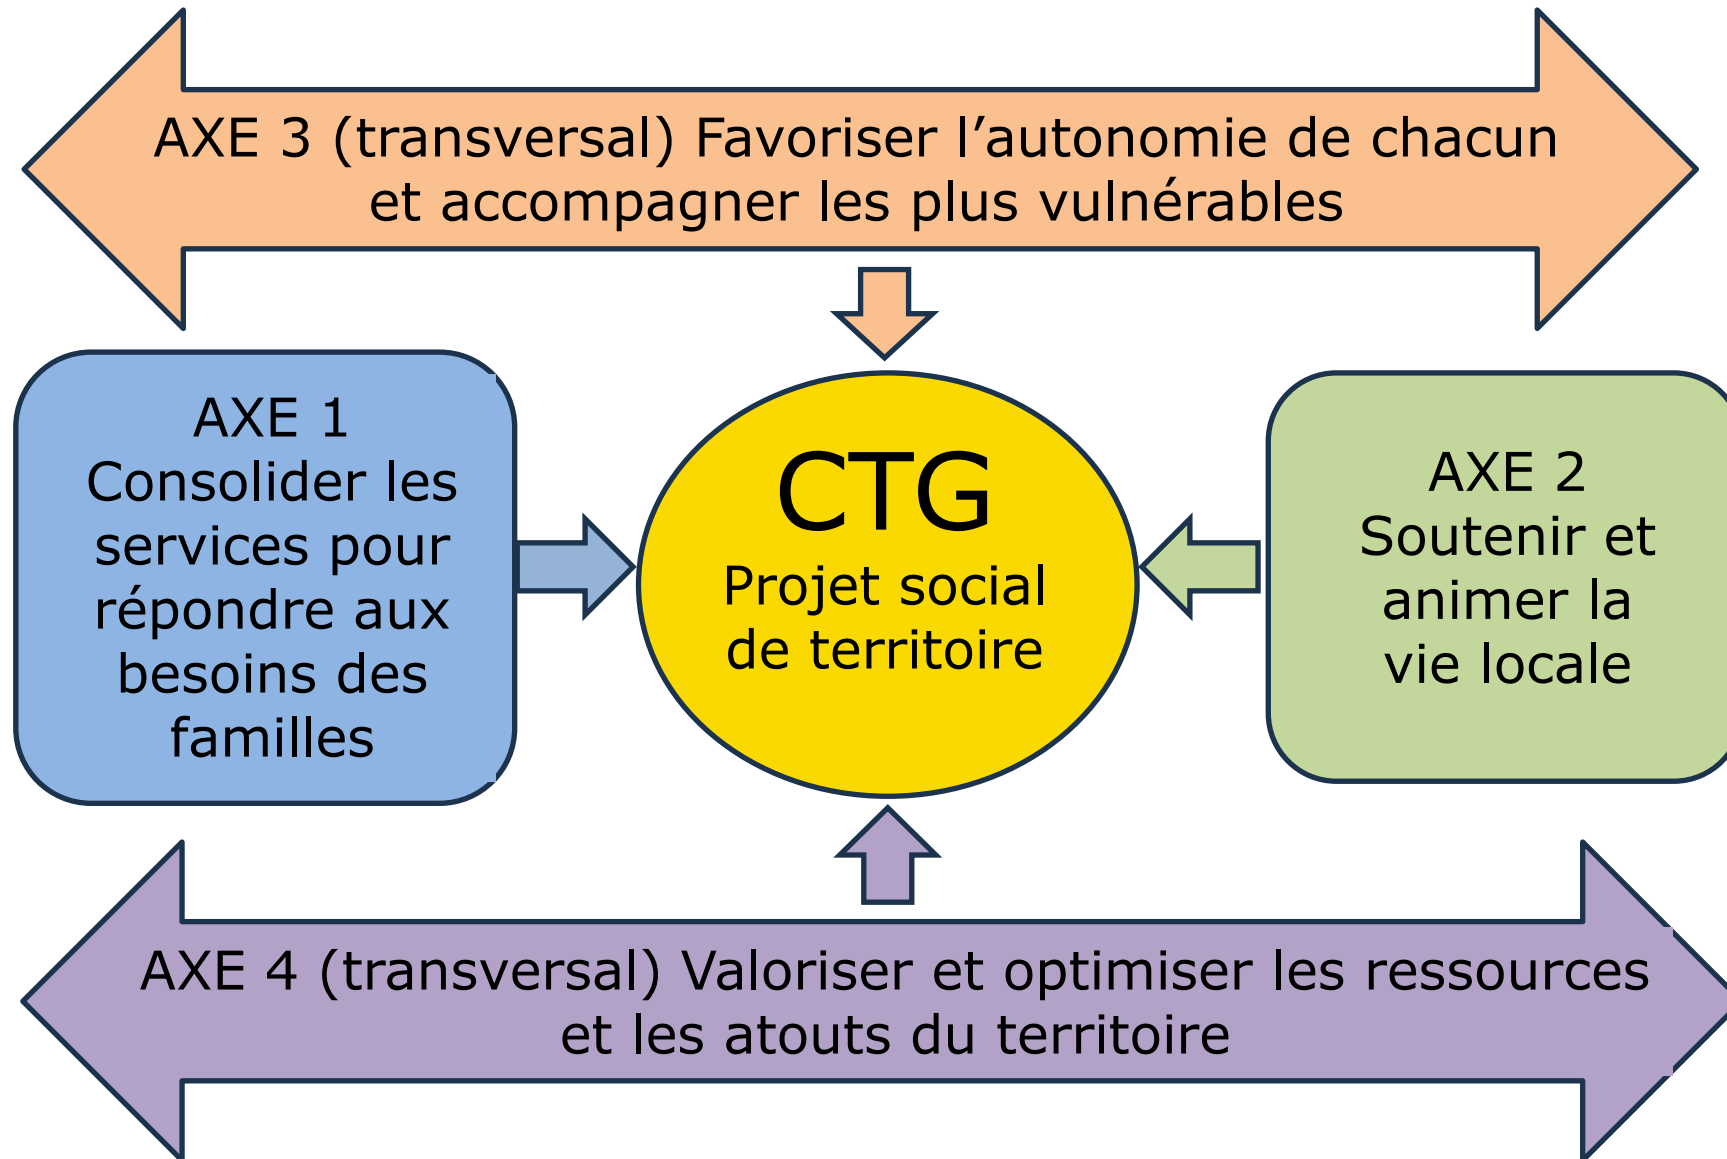 AXE 3 (transversal) Favoriser l’autonomie de chacun
et accompagner les plus vulnérables
AXE 1
Consolider les
services pour
répondre aux
besoins des
familles
CTG
Projet social
de territoire
AXE 2
Soutenir et
animer la
vie locale
AXE 4 (transversal) Valoriser et optimiser les ressources
et les atouts du territoire